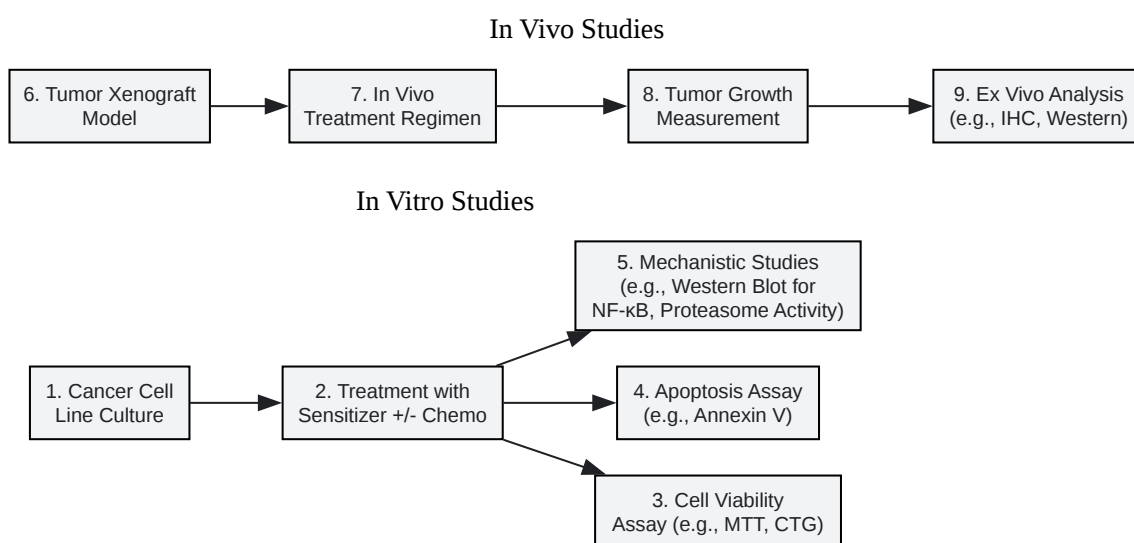 In Vivo Studies
6. Tumor Xenograft
Model
7. In Vivo
Treatment Regimen
8. Tumor Growth
Measurement
9. Ex Vivo Analysis
(e.g., IHC, Western)
In Vitro Studies
5. Mechanistic Studies
(e.g., Western Blot for
NF-κB, Proteasome Activity)
1. Cancer Cell
Line Culture
2. Treatment with
Sensitizer +/- Chemo
4. Apoptosis Assay
(e.g., Annexin V)
3. Cell Viability
Assay (e.g., MTT, CTG)